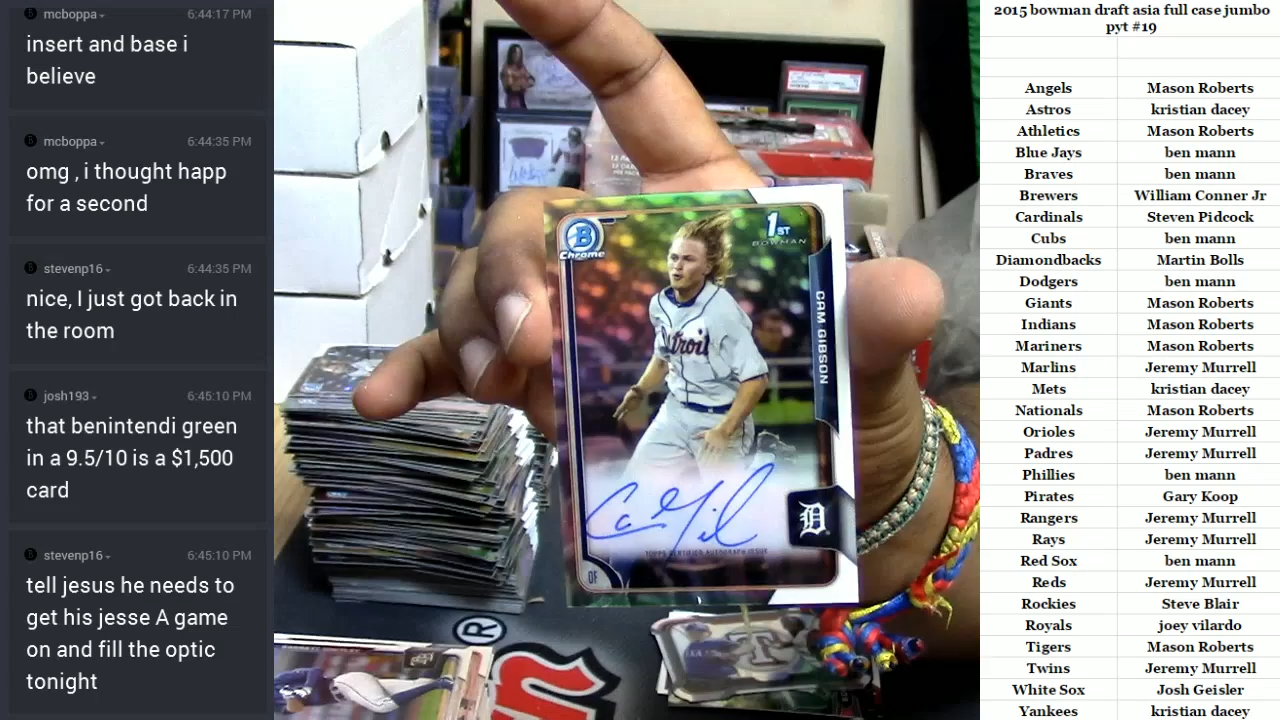 mcboppa 6:44:17 PM
insert and base i
believe
mcboppa 6:44:35 PM
omg , i thought happ
for a second
stevenp16 6:44:35 PM
nice, I just got back in
the room
josh193 6:45:10 PM
that benintendi green
in a 9.5/10 is a $1,500
card
stevenp16 6:45:10 PM
tell jesus he needs to
get his jesse A game
on and fill the optic
tonight
B
Chrome
1ST
BOWMAN
CAM GIBSON
Detroit
D
TOPPS CERTIFIED AUTOGRAPH ISSUE
OF
®
2015 bowman draft asia full case jumbo
pyt #19
Angels Mason Roberts
Astros kristian dacey
Athletics Mason Roberts
Blue Jays ben mann
Braves ben mann
Brewers William Conner Jr
Cardinals Steven Pidcock
Cubs ben mann
Diamondbacks Martin Bolls
Dodgers ben mann
Giants Mason Roberts
Indians Mason Roberts
Mariners Mason Roberts
Marlins Jeremy Murrell
Mets kristian dacey
Nationals Mason Roberts
Orioles Jeremy Murrell
Padres Jeremy Murrell
Phillies ben mann
Pirates Gary Koop
Rangers Jeremy Murrell
Rays Jeremy Murrell
Red Sox ben mann
Reds Jeremy Murrell
Rockies Steve Blair
Royals joey vilardo
Tigers Mason Roberts
Twins Jeremy Murrell
White Sox Josh Geisler
Yankees kristian dacey